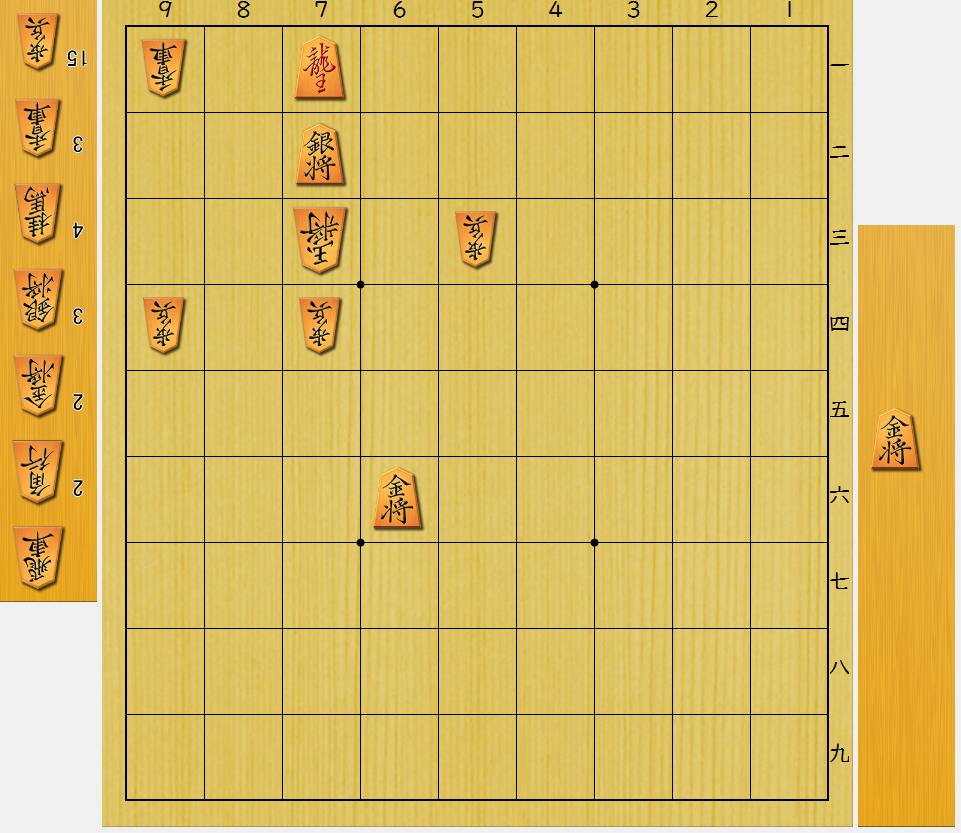 9 8 7 6 5 4 3 2 1
一
二
三
四
五
六
七
八
九
香車
龍王
銀将
玉将
歩兵
歩兵
歩兵
金将
歩兵 15
香車 3
桂馬 4
銀将 3
金将 2
角行 2
飛車
金将